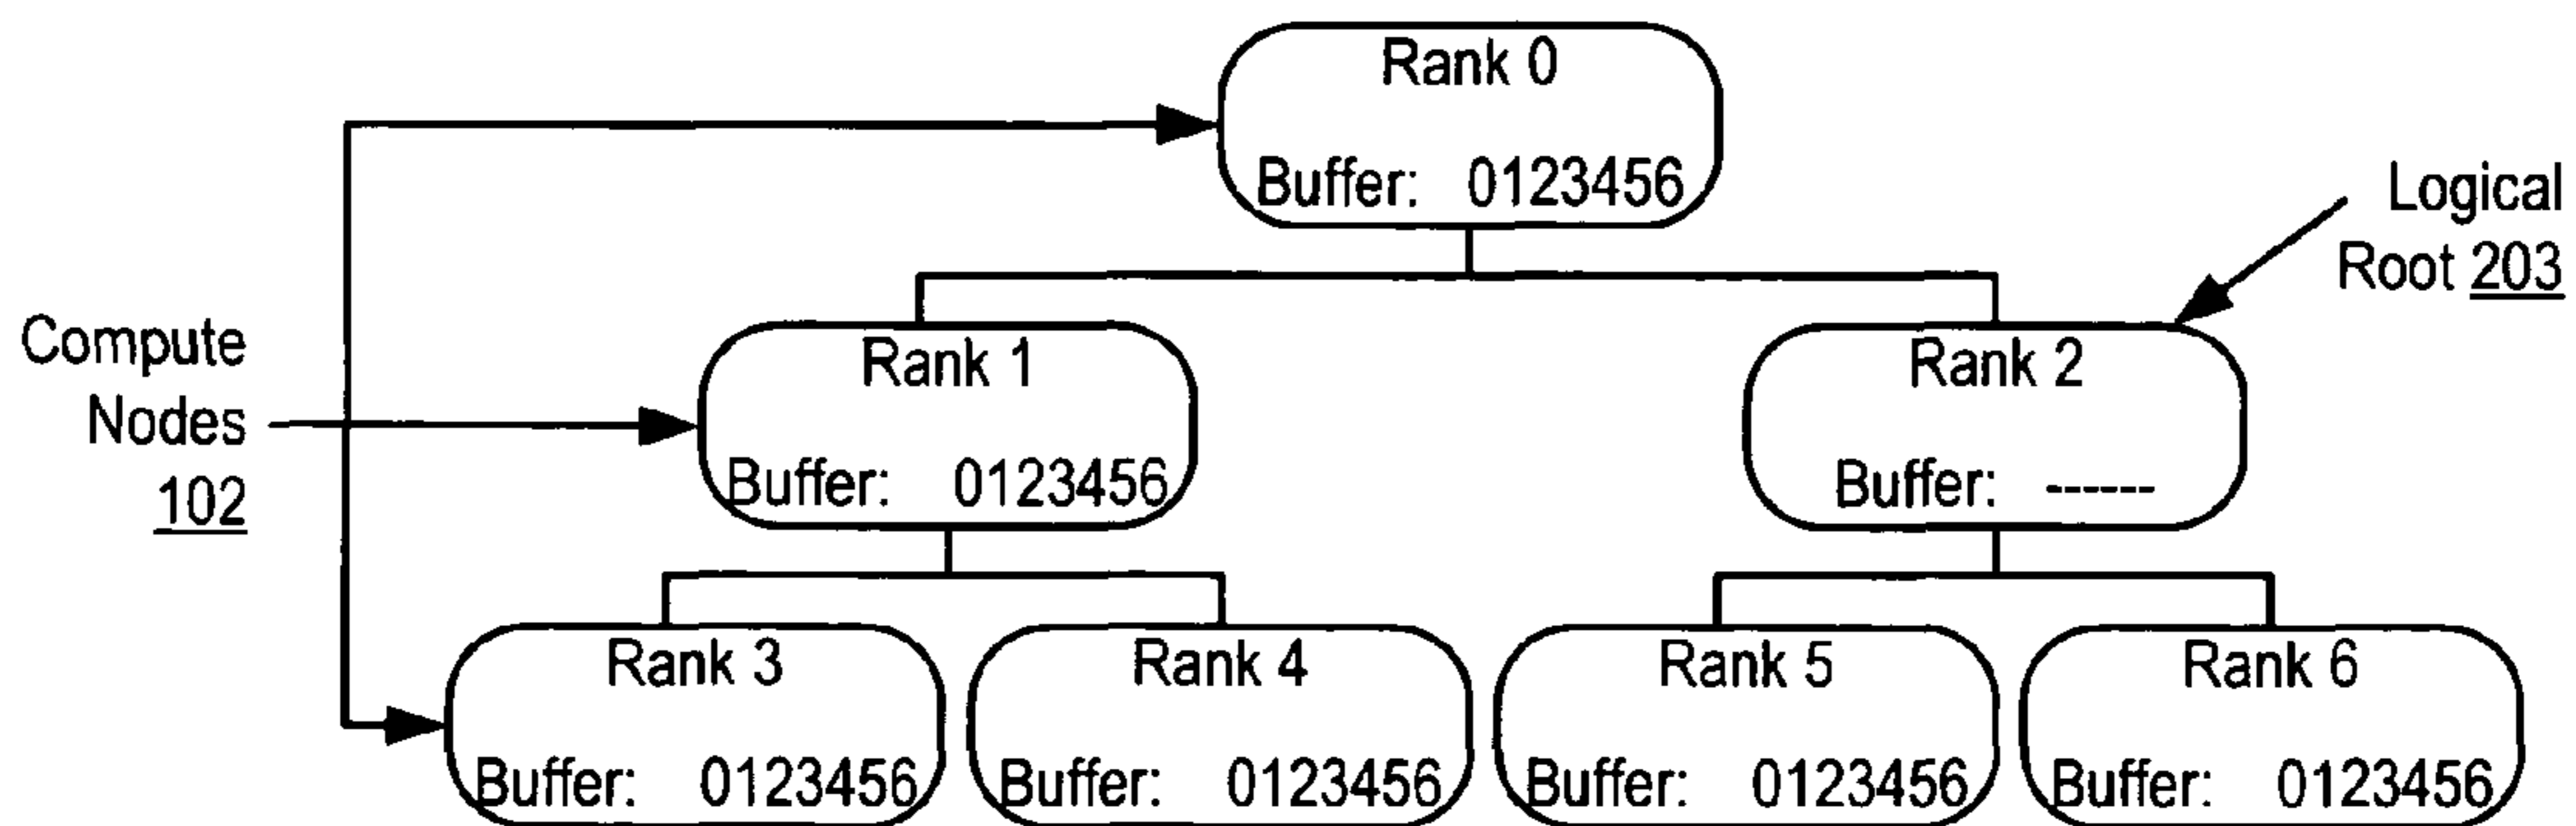 Rank 0
Buffer: 0123456
Logical
Root 203
Compute
Nodes
102
Rank 1
Buffer: 0123456
Rank 2
Buffer: ------
Rank 3
Buffer: 0123456
Rank 4
Buffer: 0123456
Rank 5
Buffer: 0123456
Rank 6
Buffer: 0123456